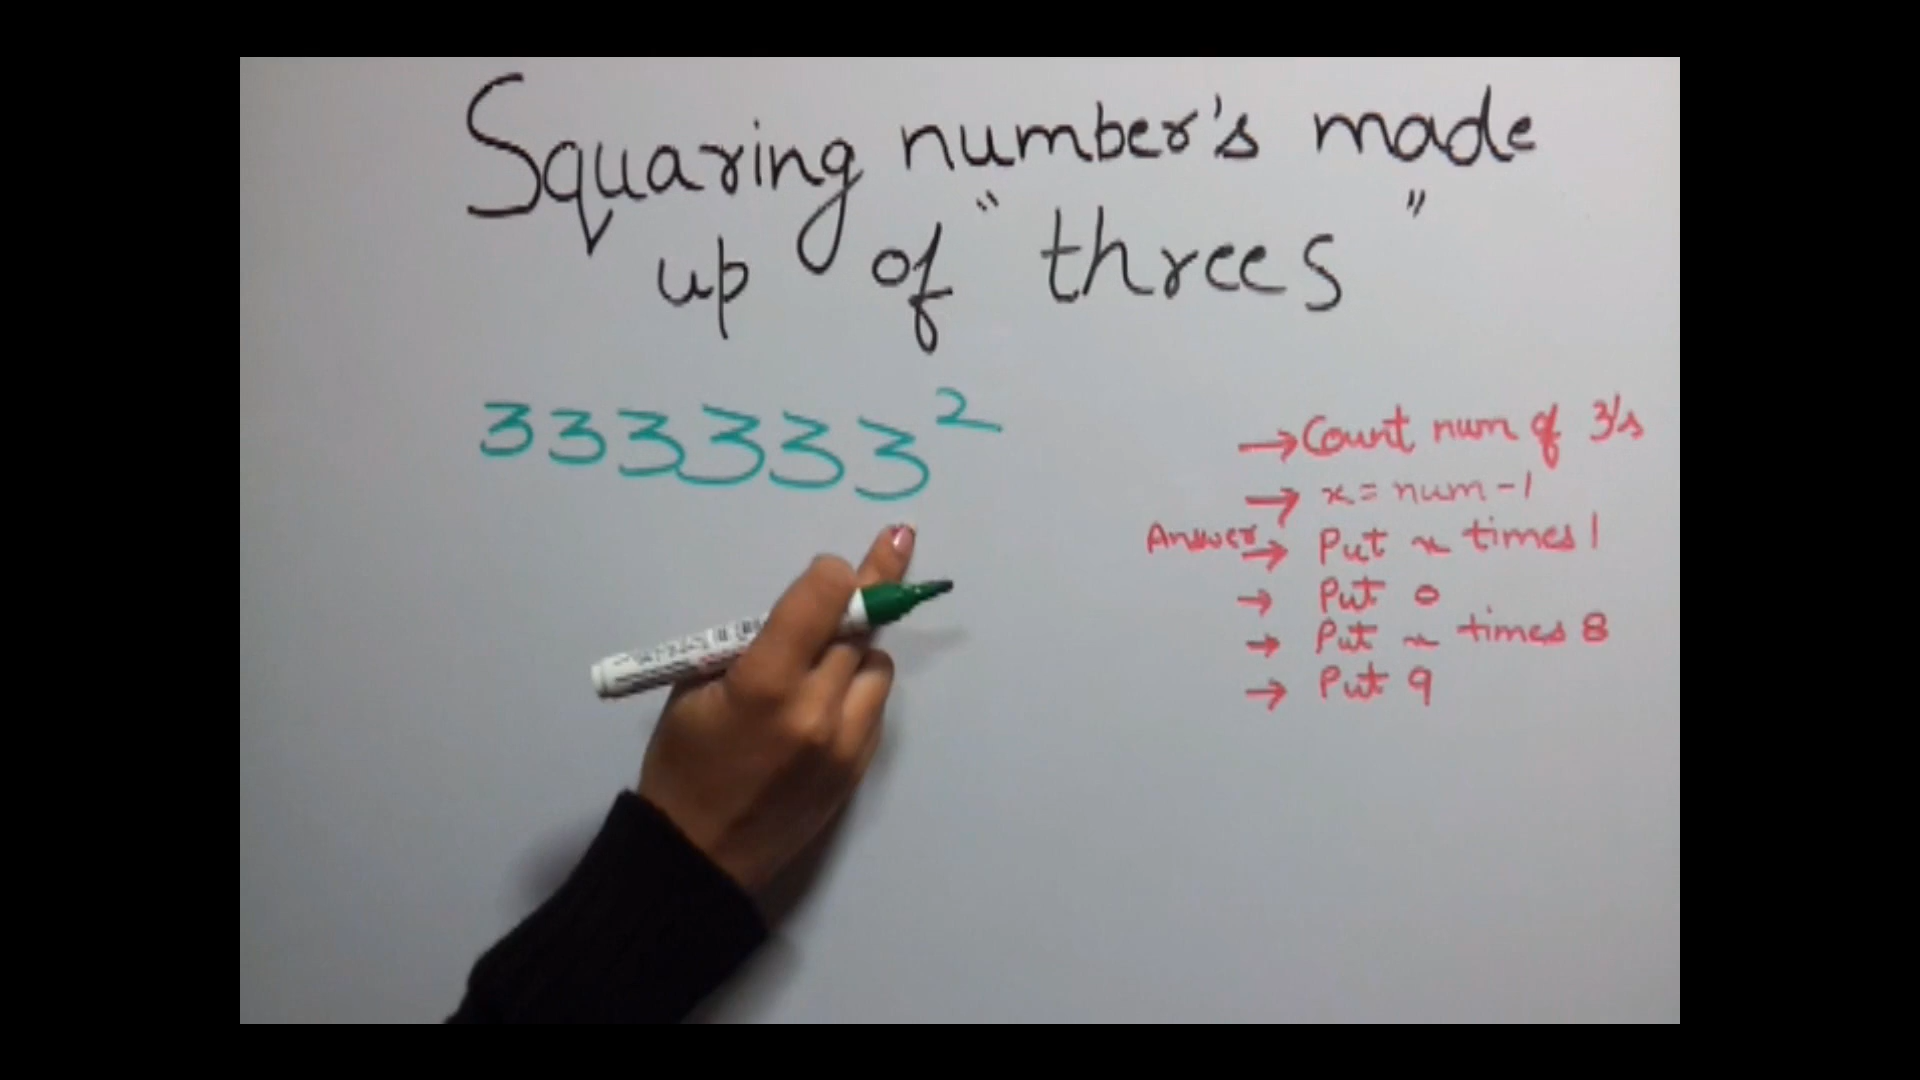 Squaring number's made
up of "threes"
333333²
→ Count num of 3's
→ x = num - 1
Answer → Put x times 1
→ Put 0
→ Put x times 8
→ Put 9